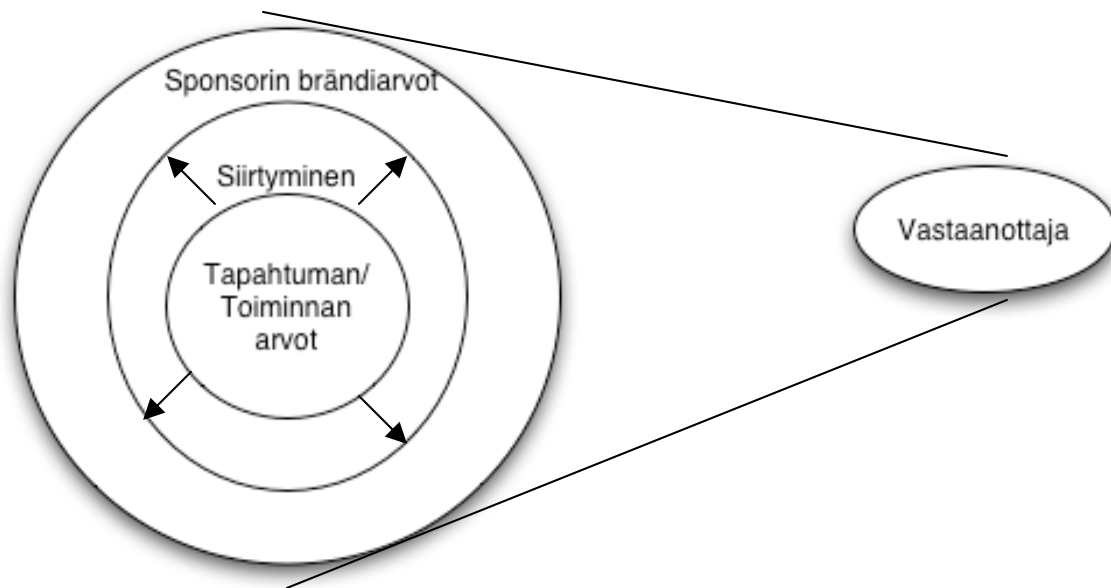 Sponsorin brändiarvot
Siirtyminen
Tapahtuman/
Toiminnan
arvot
Vastaanottaja